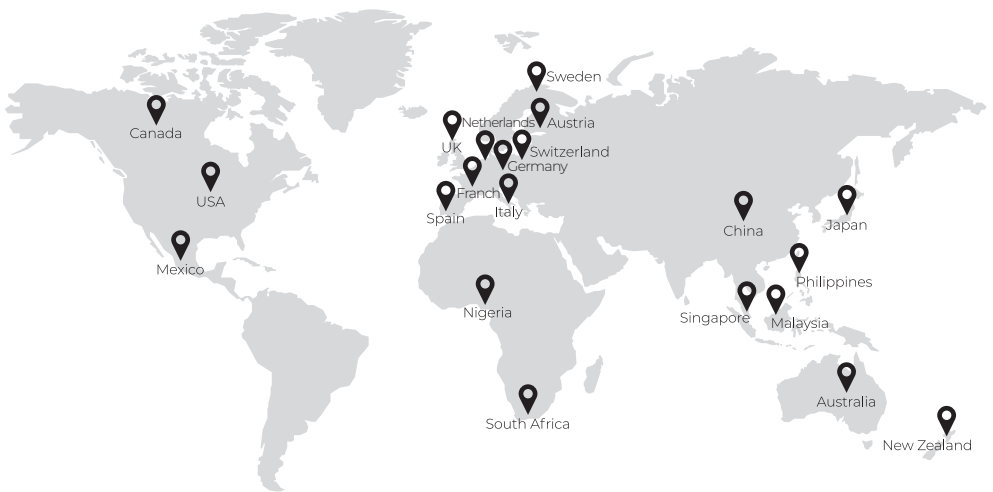 Sweden
Canada
Netherlands
Austria
UK
Switzerland
Germany
USA
Franch
Spain
Italy
China
Japan
Mexico
Philippines
Nigeria
Singapore
Malaysia
Australia
South Africa
New Zealand